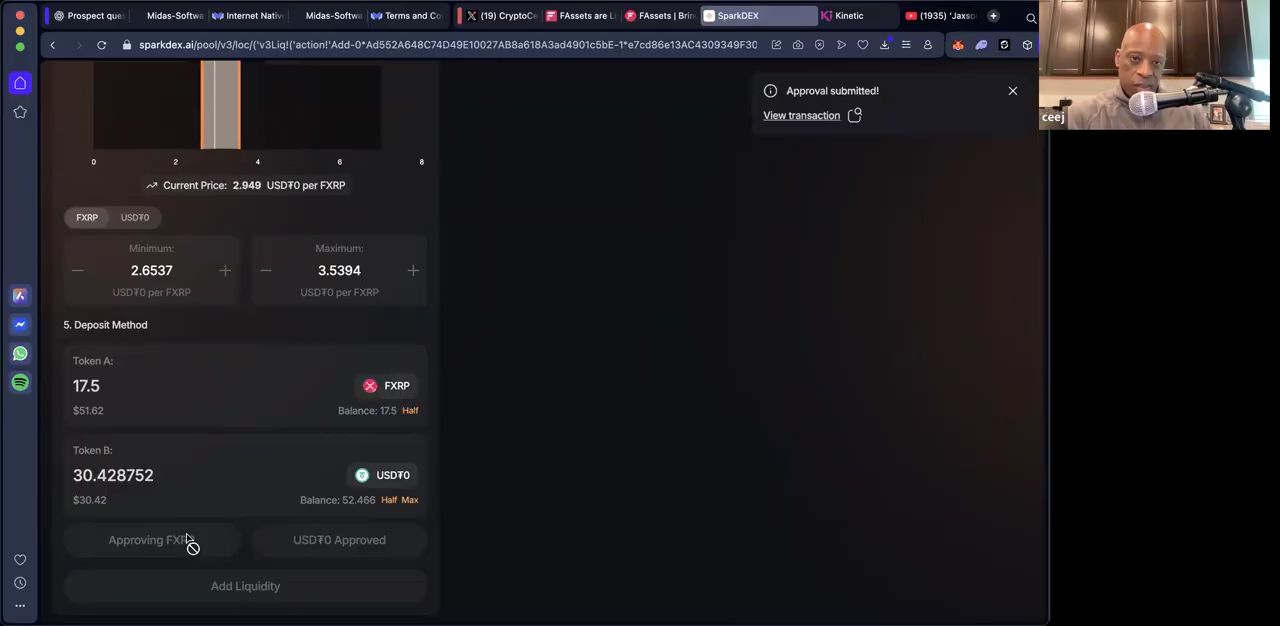 Prospect ques
Midas-Softwa
Internet Nativ
Midas-Softwa
Terms and Co
(19) CryptoCe
FAssets are Li
FAssets | Brin
SparkDEX
Kinetic
(1935) 'Jaxso
sparkdex.ai/pool/v3/loc/('v3Liq!('action!'Add-0*Ad552A648C74D49E10027AB8a618A3ad4901c5bE-1*e7cd86e13AC4309349F30
Approval submitted!
View transaction
ceej
0 2 4 6 8
Current Price: 2.949 USD₮0 per FXRP
FXRP USD₮0
Minimum: Maximum:
2.6537 3.5394
USD₮0 per FXRP USD₮0 per FXRP
5. Deposit Method
Token A:
17.5 FXRP
$51.62 Balance: 17.5 Half
Token B:
30.428752 USD₮0
$30.42 Balance: 52.466 Half Max
Approving FX USD₮0 Approved
Add Liquidity